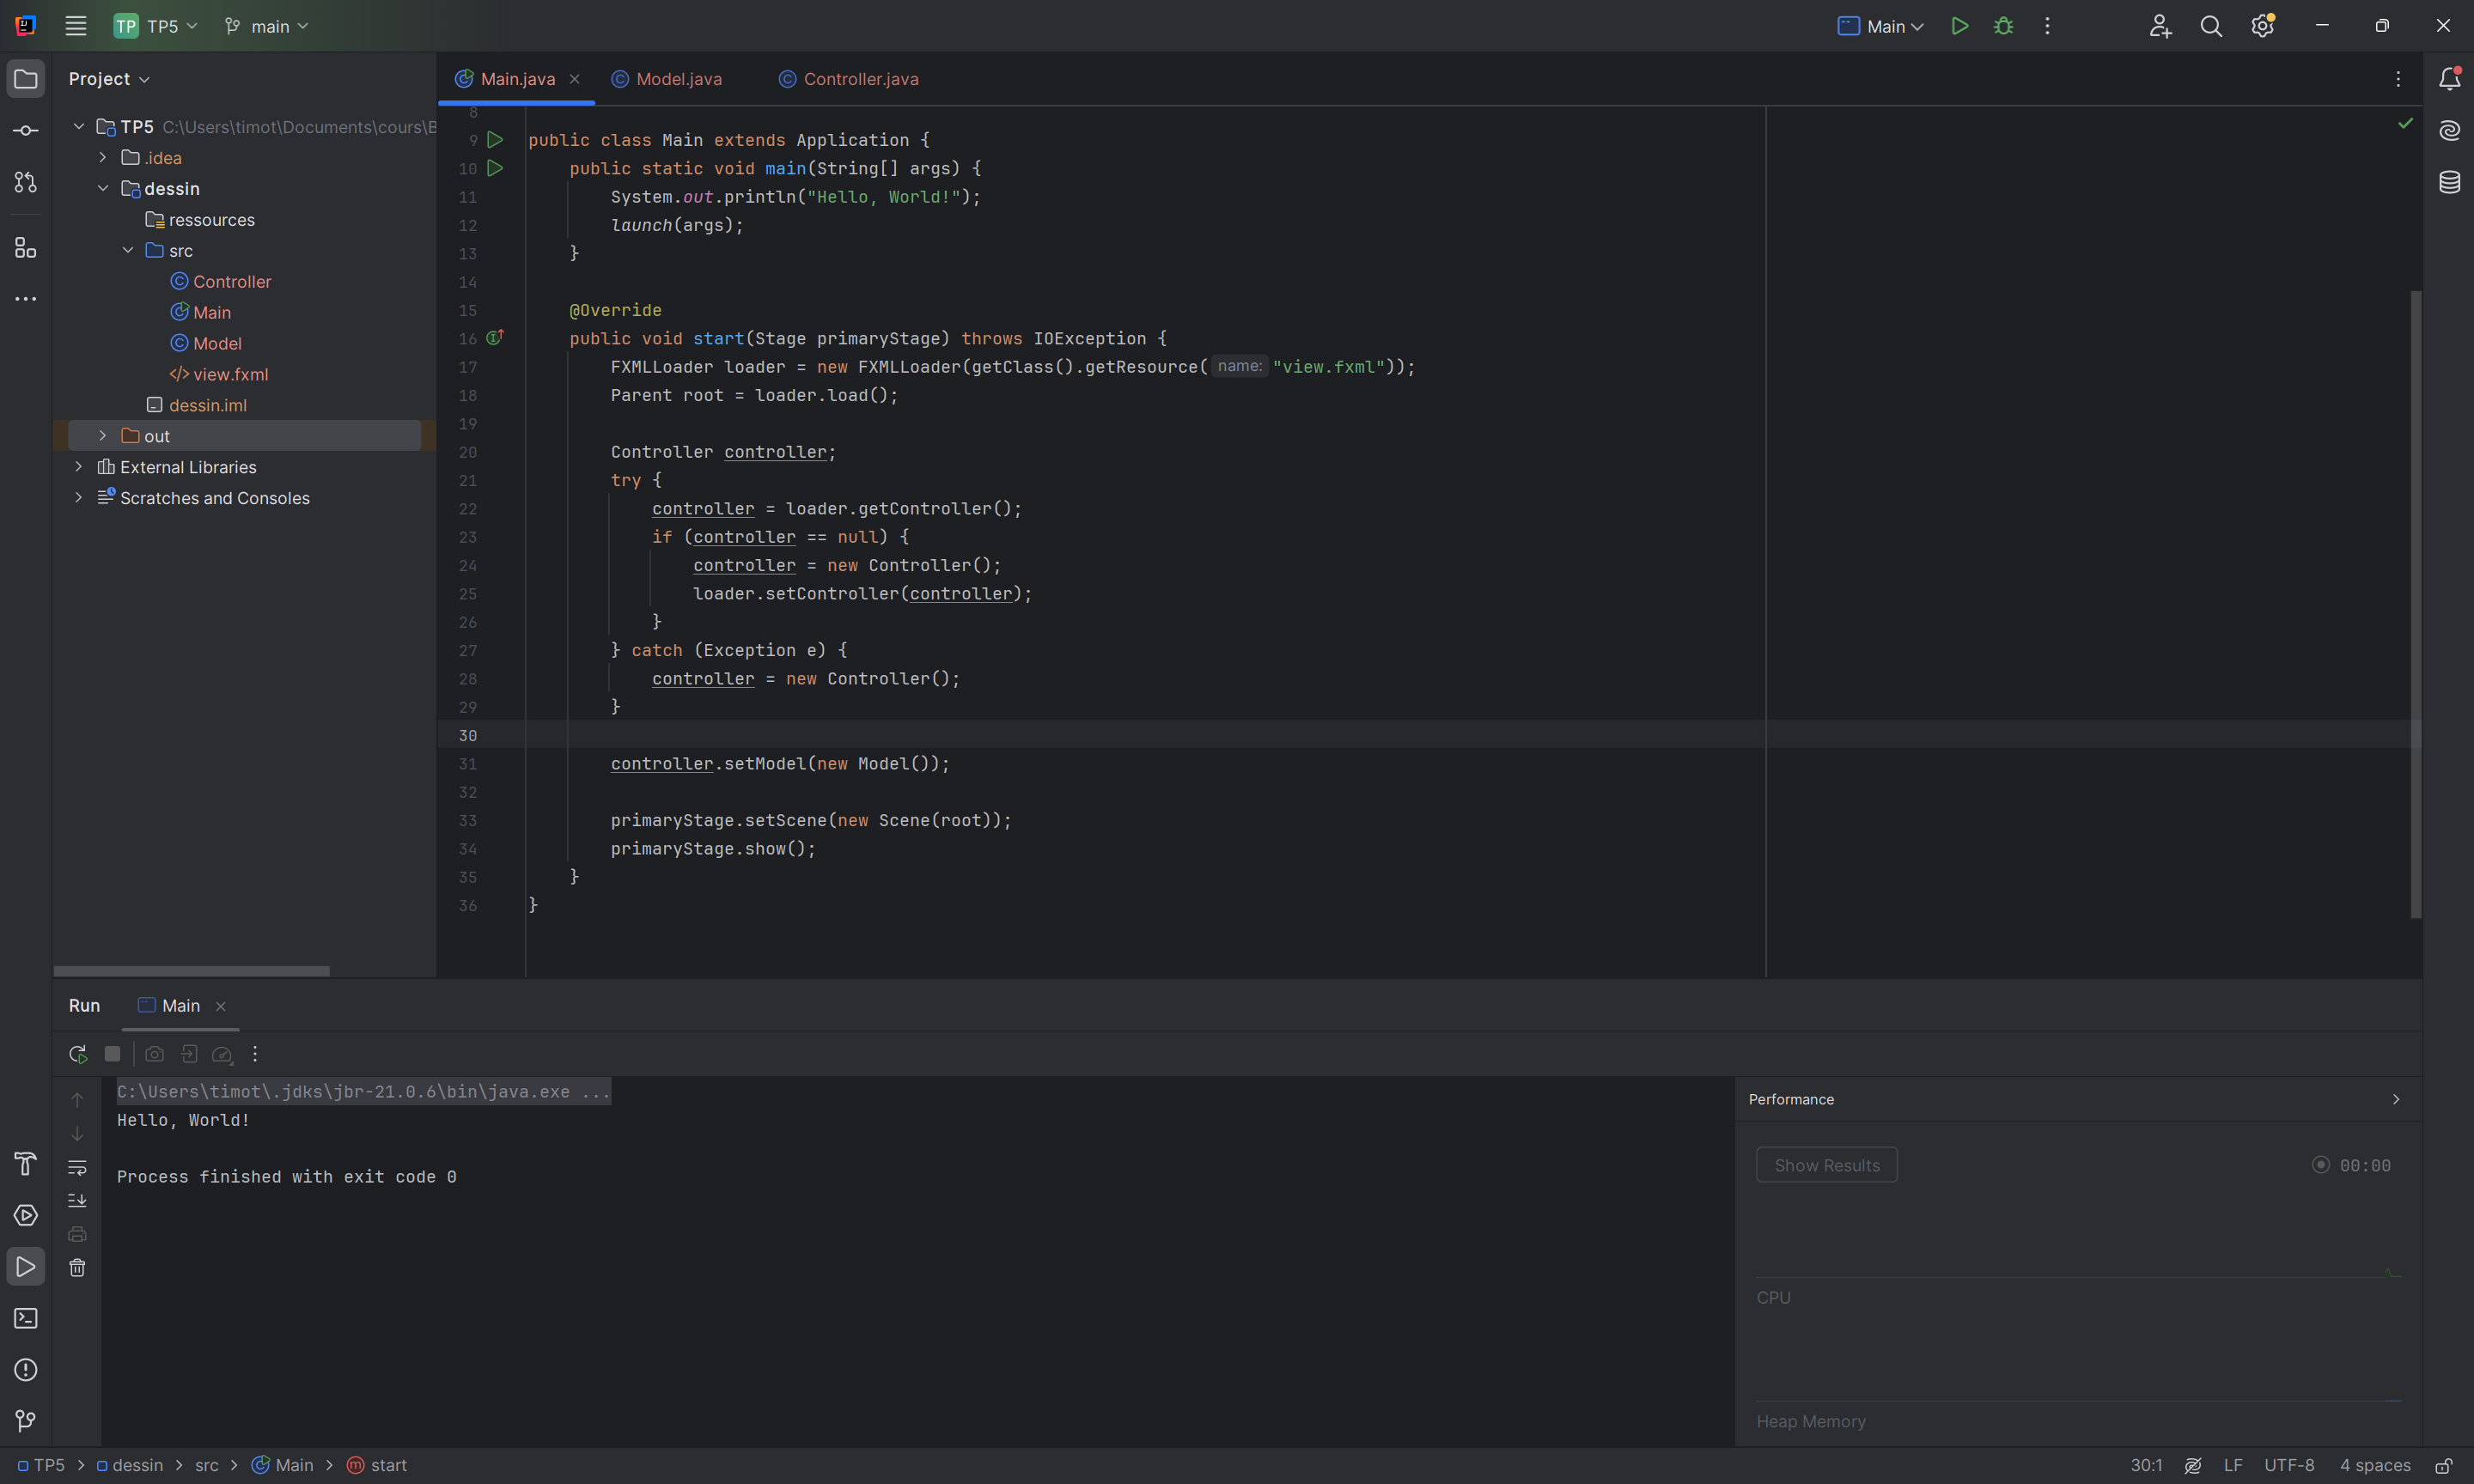 TP TP5 main Main
Project
Main.java Model.java Controller.java
TP5 C:\Users\timot\Documents\cours\B
.idea
dessin
ressources
src
Controller
Main
Model
view.fxml
dessin.iml
out
External Libraries
Scratches and Consoles
8
9 public class Main extends Application {
10 public static void main(String[] args) {
11 System.out.println("Hello, World!");
12 launch(args);
13 }
14
15 @Override
16 public void start(Stage primaryStage) throws IOException {
17 FXMLLoader loader = new FXMLLoader(getClass().getResource( name: "view.fxml"));
18 Parent root = loader.load();
19
20 Controller controller;
21 try {
22 controller = loader.getController();
23 if (controller == null) {
24 controller = new Controller();
25 loader.setController(controller);
26 }
27 } catch (Exception e) {
28 controller = new Controller();
29 }
30
31 controller.setModel(new Model());
32
33 primaryStage.setScene(new Scene(root));
34 primaryStage.show();
35 }
36 }
Run Main
C:\Users\timot\.jdks\jbr-21.0.6\bin\java.exe ...
Hello, World!
Process finished with exit code 0
Performance
Show Results 00:00
CPU
Heap Memory
TP5 > dessin > src > Main > start
30:1 LF UTF-8 4 spaces